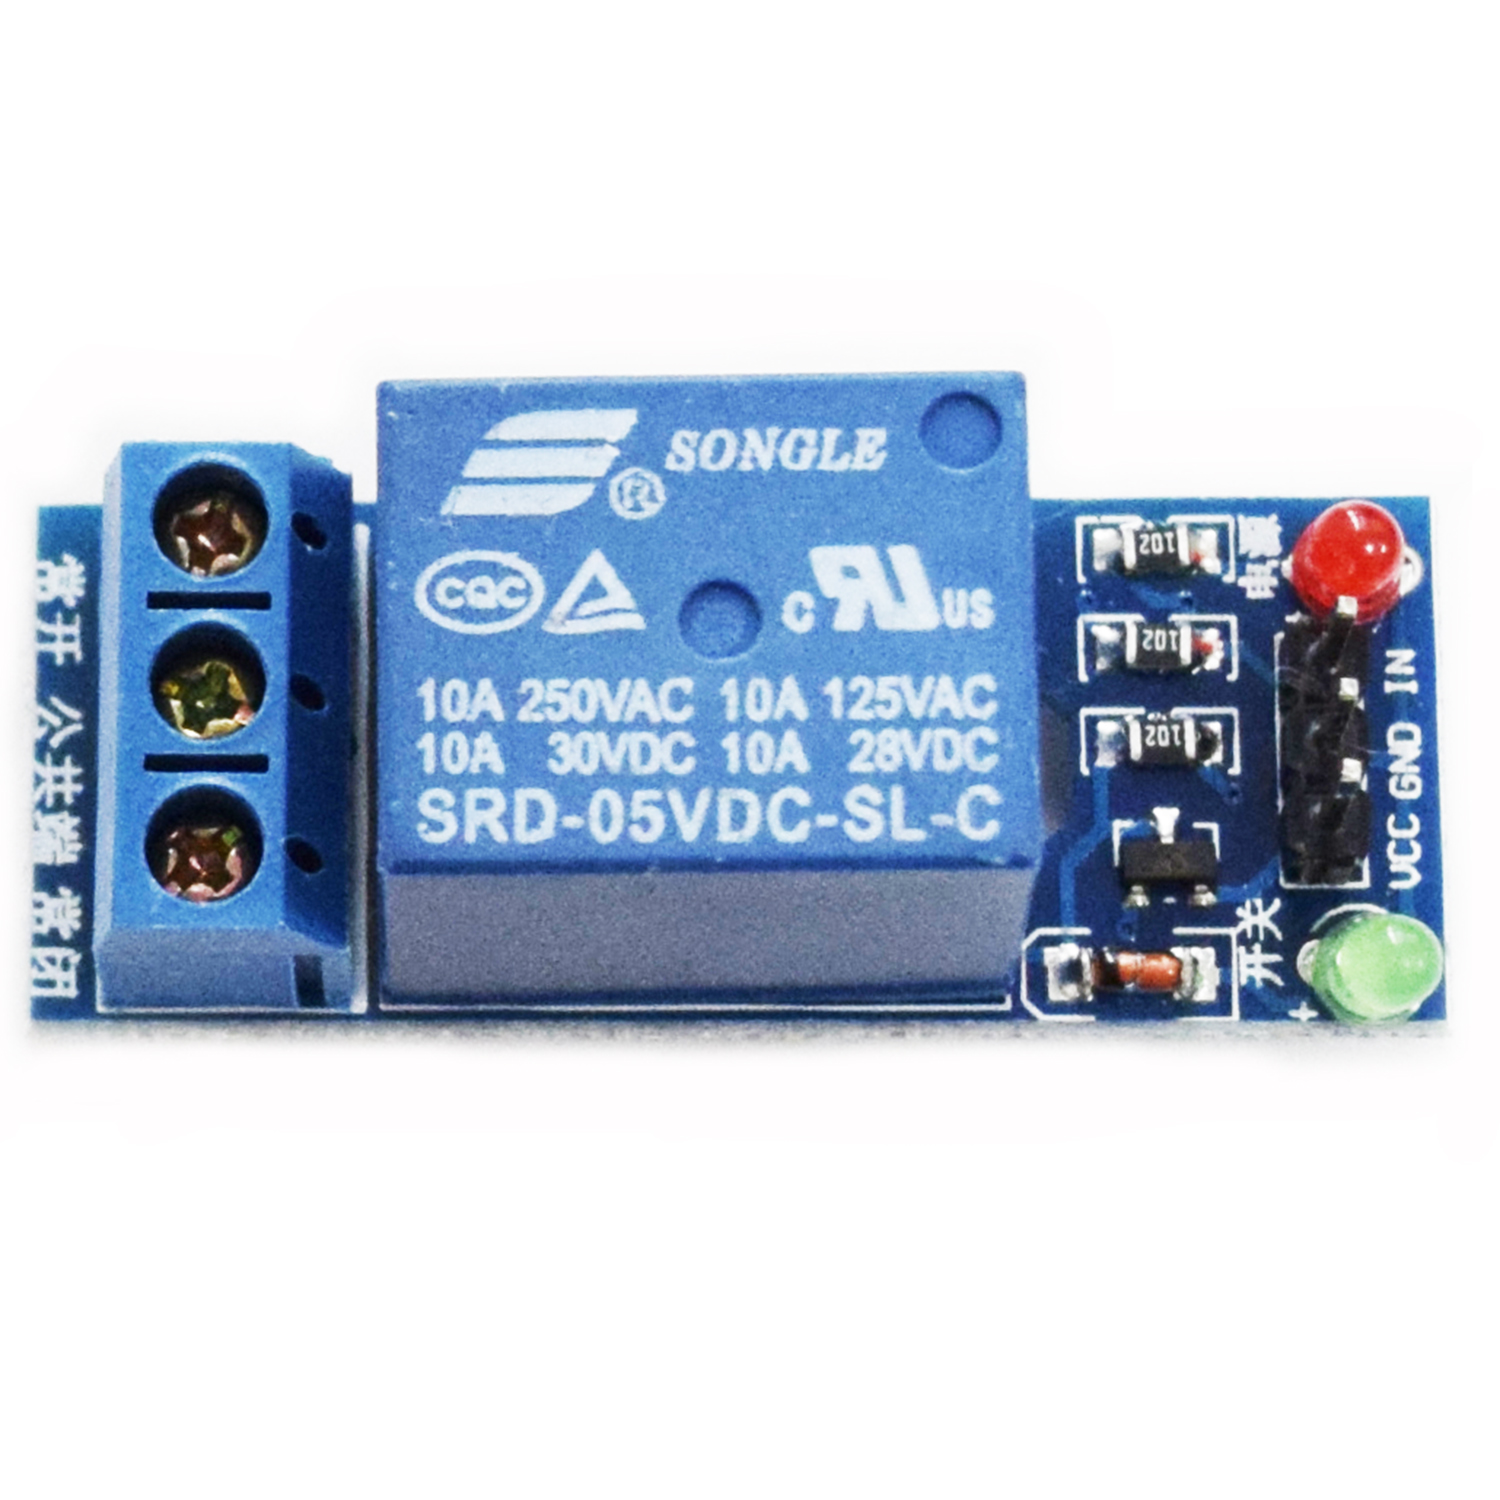 SONGLE
®
CQC
c RU US
10A 250VAC 10A 125VAC
10A 30VDC 10A 28VDC
SRD-05VDC-SL-C
常开 公共端 常闭
102
102
102
电源
开关
+
VCC GND IN